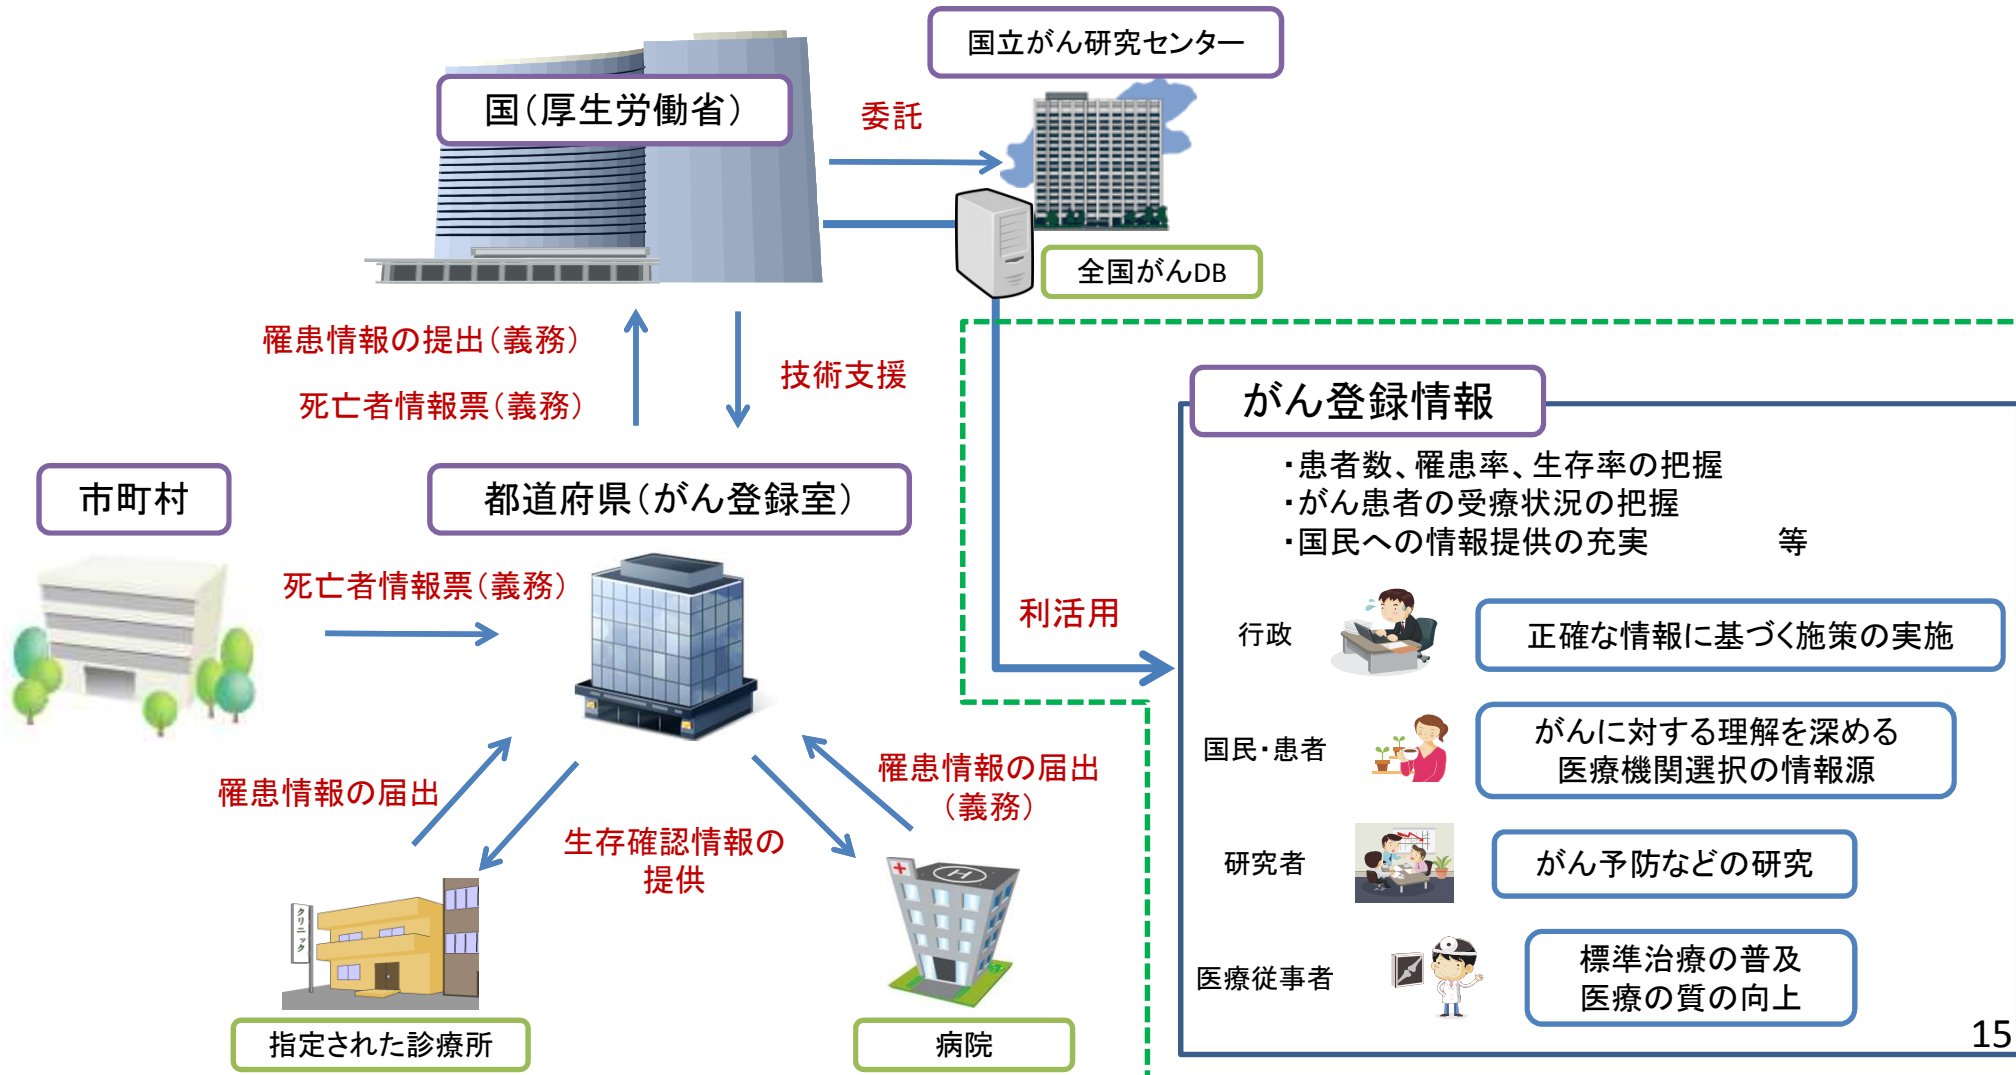 国立がん研究センター
国（厚生労働省）
委託
全国がんDB
罹患情報の提出（義務）
死亡者情報票（義務）
技術支援
市町村
都道府県（がん登録室）
死亡者情報票（義務）
罹患情報の届出
生存確認情報の
提供
罹患情報の届出
（義務）
クリニック
指定された診療所
病院
利活用
がん登録情報
・患者数、罹患率、生存率の把握
・がん患者の受療状況の把握
・国民への情報提供の充実　　　　等
行政
正確な情報に基づく施策の実施
国民・患者
がんに対する理解を深める
医療機関選択の情報源
研究者
がん予防などの研究
医療従事者
標準治療の普及
医療の質の向上
15